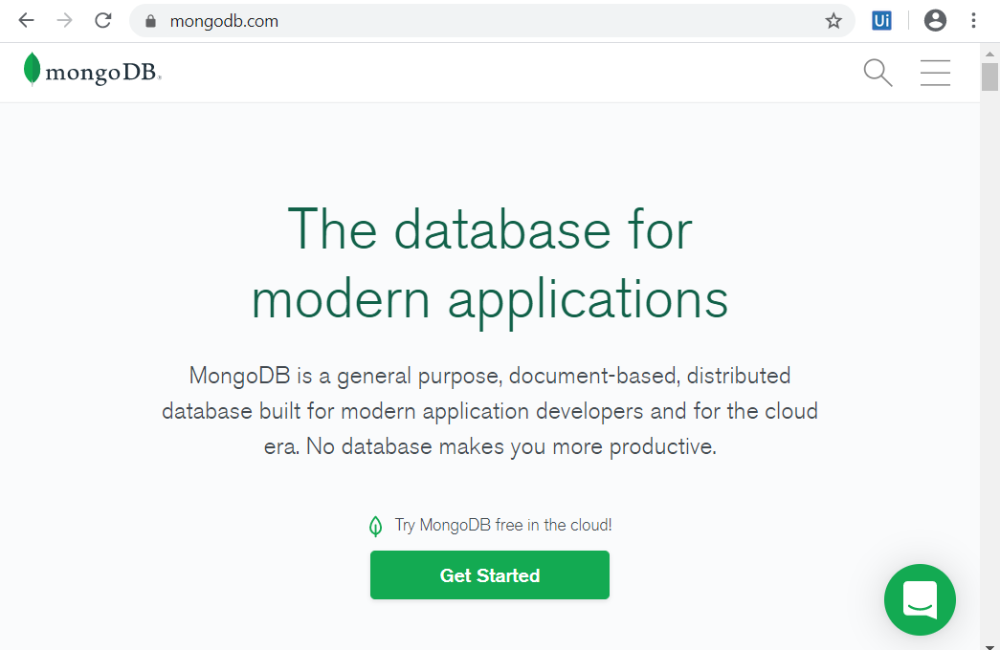 mongodb.com
Ui
mongoDB.
The database for
modern applications
MongoDB is a general purpose, document-based, distributed
database built for modern application developers and for the cloud
era. No database makes you more productive.
Try MongoDB free in the cloud!
Get Started